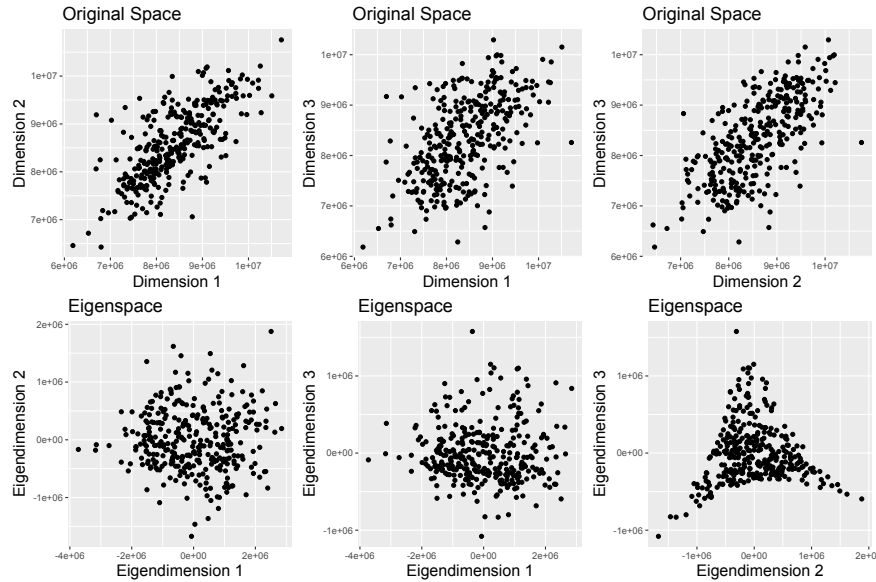 Original Space
Original Space
Original Space
Dimension 2
1e+07
9e+06
8e+06
7e+06
6e+06
7e+06
8e+06
9e+06
1e+07
Dimension 1
Dimension 3
1e+07
9e+06
8e+06
7e+06
6e+06
6e+06
7e+06
8e+06
9e+06
1e+07
Dimension 1
Dimension 3
1e+07
9e+06
8e+06
7e+06
6e+06
7e+06
8e+06
9e+06
1e+07
Dimension 2
Eigenspace
Eigenspace
Eigenspace
Eigendimension 2
2e+06
1e+06
0e+00
-1e+06
-4e+06
-2e+06
0e+00
2e+06
Eigendimension 1
Eigendimension 3
1e+06
0e+00
-1e+06
-4e+06
-2e+06
0e+00
2e+06
Eigendimension 1
Eigendimension 3
1e+06
0e+00
-1e+06
-1e+06
0e+00
1e+06
2e+06
Eigendimension 2